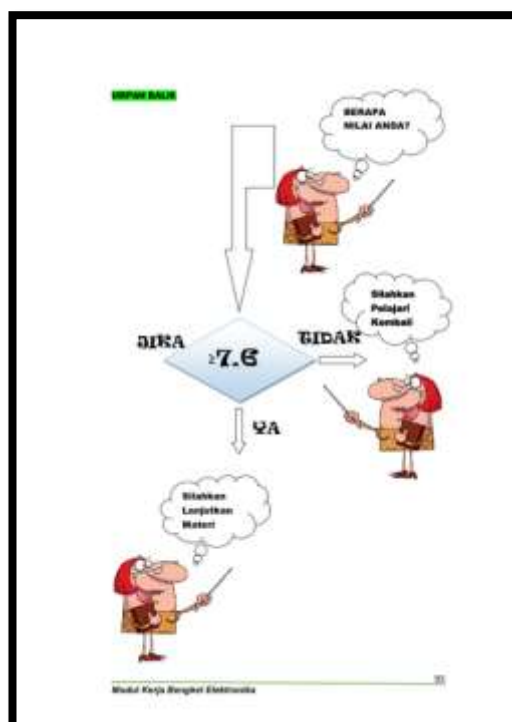 UMPAN BALIK
BERAPA
NILAI ANDA?
JIKA
≥7.6
TIDAK
Silahkan
Pelajari
Kembali
YA
Silahkan
Lanjutkan
Materi
Modul Kerja Bengkel Elektronika